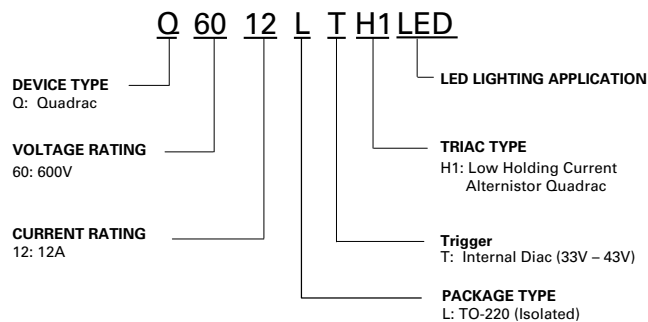 Q 60 12 L T H1 LED
DEVICE TYPE
Q: Quadrac
VOLTAGE RATING
60: 600V
CURRENT RATING
12: 12A
LED LIGHTING APPLICATION
TRIAC TYPE
H1: Low Holding Current
Alternistor Quadrac
Trigger
T: Internal Diac (33V – 43V)
PACKAGE TYPE
L: TO-220 (Isolated)